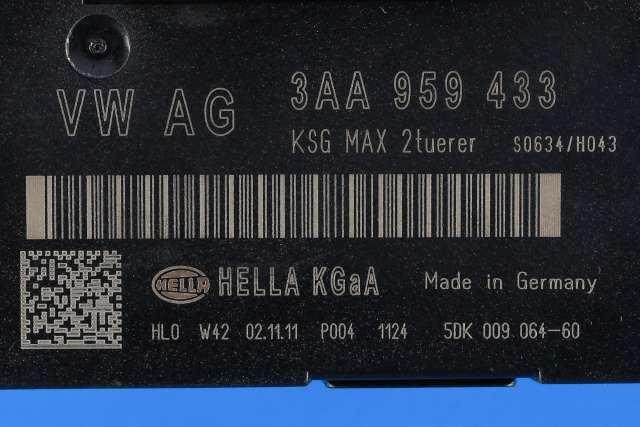 VW AG 3AA 959 433
KSG MAX 2tuerer S0634/H043
HELLA HELLA KGaA Made in Germany
HL0 W42 02.11.11 P004 1124 5DK 009 064-60